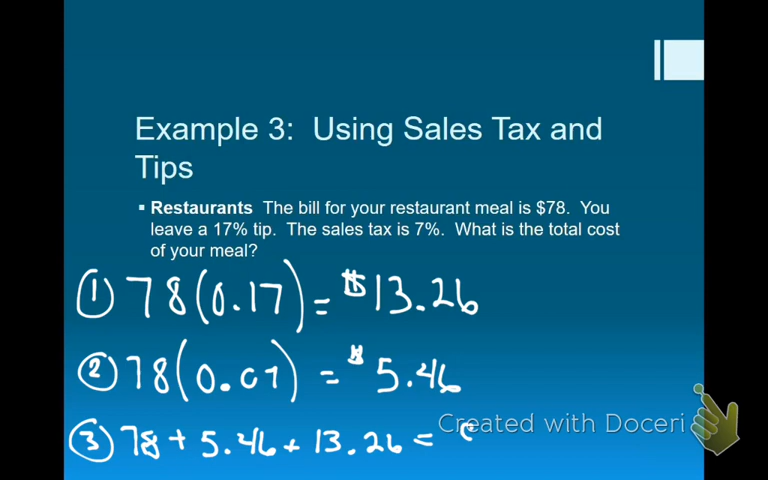 Example 3: Using Sales Tax and
Tips
▪ Restaurants The bill for your restaurant meal is $78. You
leave a 17% tip. The sales tax is 7%. What is the total cost
of your meal?
① 78(0.17) = $13.26
② 78(0.07) = $5.46
Created with Doceri
③ 78 + 5.46 + 13.26 =